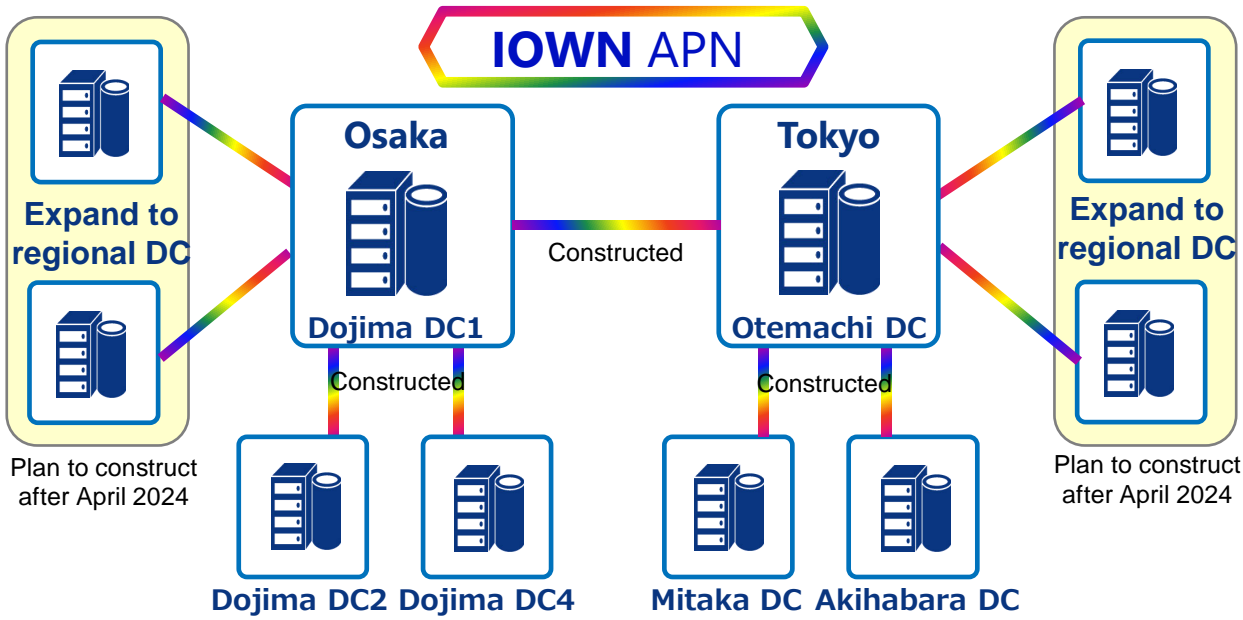 IOWN APN
Osaka
Tokyo
Expand to
regional DC
Constructed
Expand to
regional DC
Dojima DC1
Otemachi DC
Constructed
Constructed
Plan to construct
after April 2024
Plan to construct
after April 2024
Dojima DC2
Dojima DC4
Mitaka DC
Akihabara DC